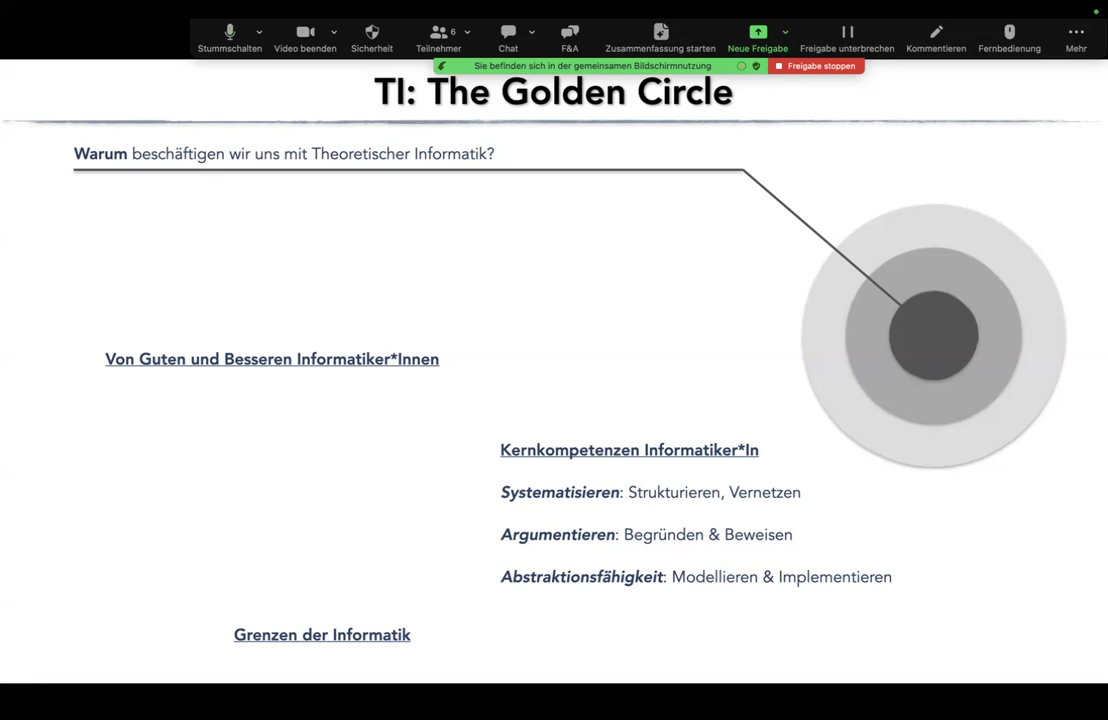 Stummschalten
Video beenden
Sicherheit
6
Teilnehmer
Chat
F&A
Zusammenfassung starten
Neue Freigabe
Freigabe unterbrechen
Kommentieren
Fernbedienung
Mehr
Sie befinden sich in der gemeinsamen Bildschirmnutzung
Freigabe stoppen
TI: The Golden Circle
Warum beschäftigen wir uns mit Theoretischer Informatik?
Von Guten und Besseren Informatiker*Innen
Kernkompetenzen Informatiker*In
Systematisieren: Strukturieren, Vernetzen
Argumentieren: Begründen & Beweisen
Abstraktionsfähigkeit: Modellieren & Implementieren
Grenzen der Informatik